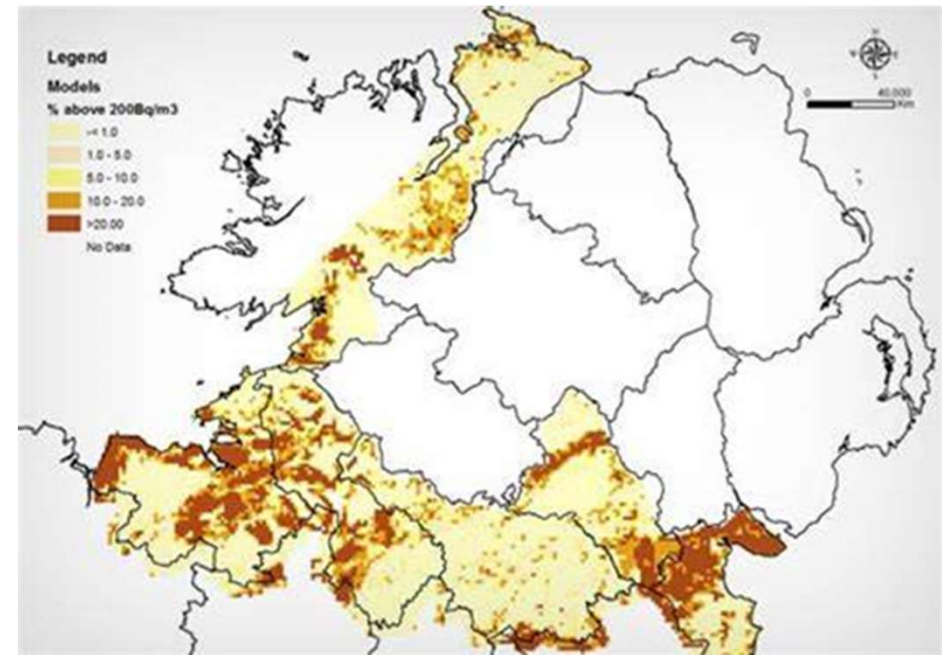 Legend
Models
% above 200Bq/m3
-< 1.0
1.0 - 5.0
5.0 - 10.0
10.0 - 20.0
>20.00
No Data
N
W E
S
0 40,000
Km